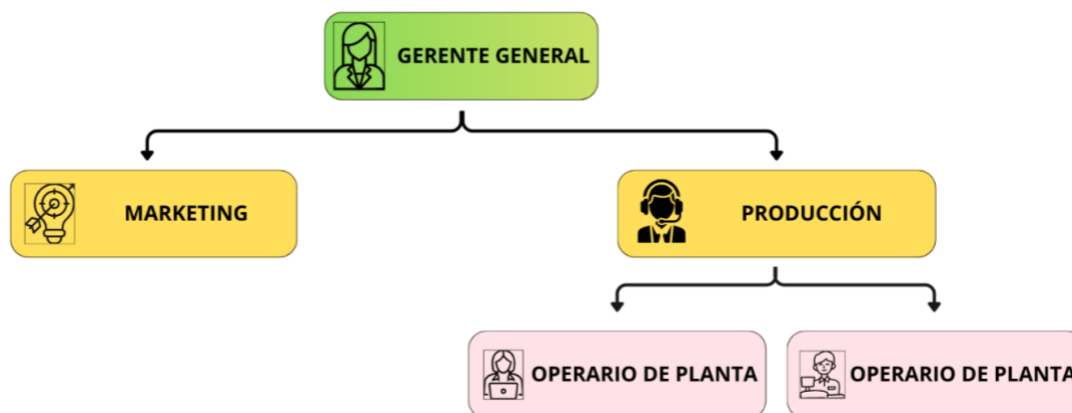 GERENTE GENERAL
MARKETING
PRODUCCIÓN
OPERARIO DE PLANTA
OPERARIO DE PLANTA